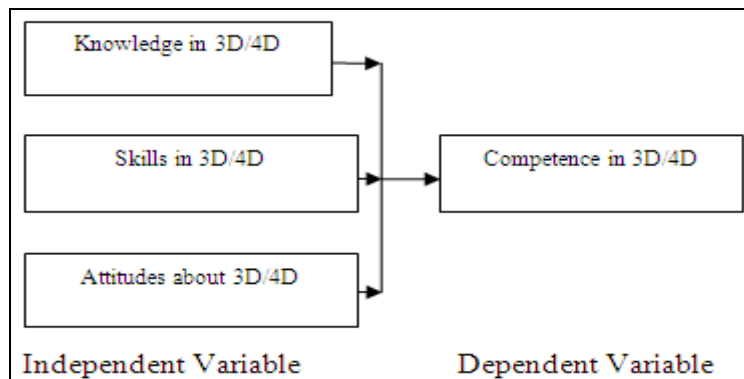 Knowledge in 3D/4D
Skills in 3D/4D
Competence in 3D/4D
Attitudes about 3D/4D
Independent Variable
Dependent Variable